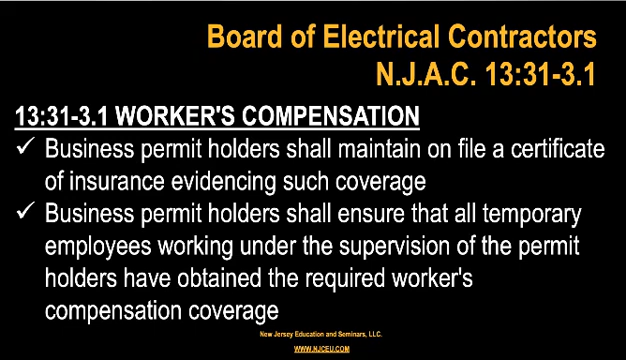 Board of Electrical Contractors
N.J.A.C. 13:31-3.1
13:31-3.1 WORKER'S COMPENSATION
✓ Business permit holders shall maintain on file a certificate
of insurance evidencing such coverage
✓ Business permit holders shall ensure that all temporary
employees working under the supervision of the permit
holders have obtained the required worker's
compensation coverage
New Jersey Education and Seminars, LLC.
WWW.NJCEU.COM